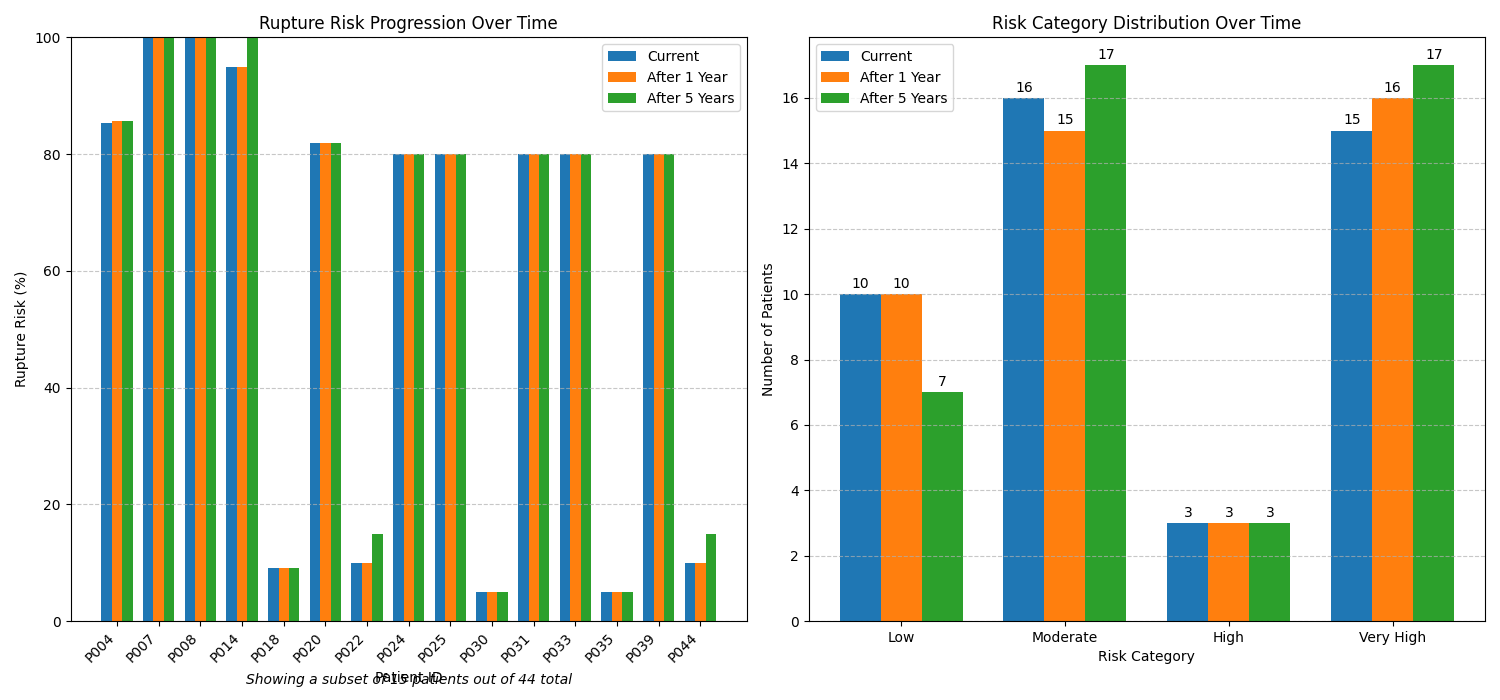 Rupture Risk Progression Over Time
Rupture Risk (%)
100
80
60
40
20
0
Current
After 1 Year
After 5 Years
P004 P007 P008 P014 P018 P020 P022 P024 P025 P030 P031 P033 P035 P039 P044
Patient ID
Showing a subset of 15 patients out of 44 total
Risk Category Distribution Over Time
Number of Patients
16
14
12
10
8
6
4
2
0
Current
After 1 Year
After 5 Years
10 10 7
16 15 17
3 3 3
15 16 17
Low Moderate High Very High
Risk Category